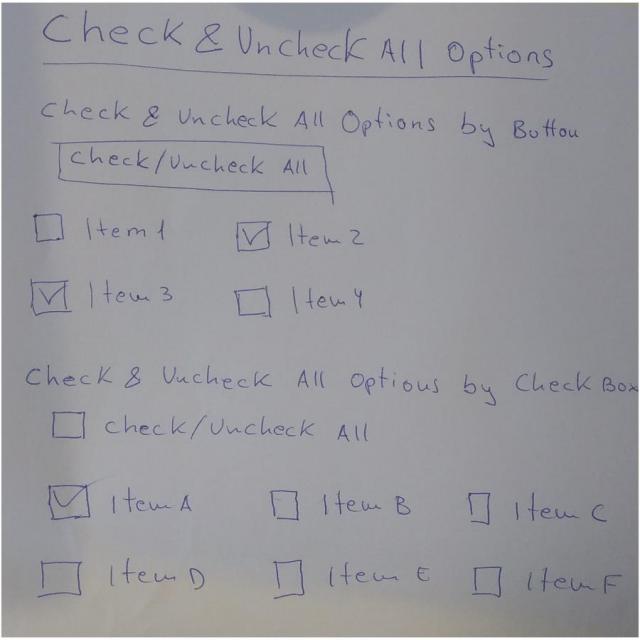 Check & Uncheck All Options
Check & Uncheck All Options by Button
Check/Uncheck All
Item 1 Item 2
Item 3 Item 4
Check & Uncheck All Options by Check Box
Check/Uncheck All
Item A Item B Item C
Item D Item E Item F